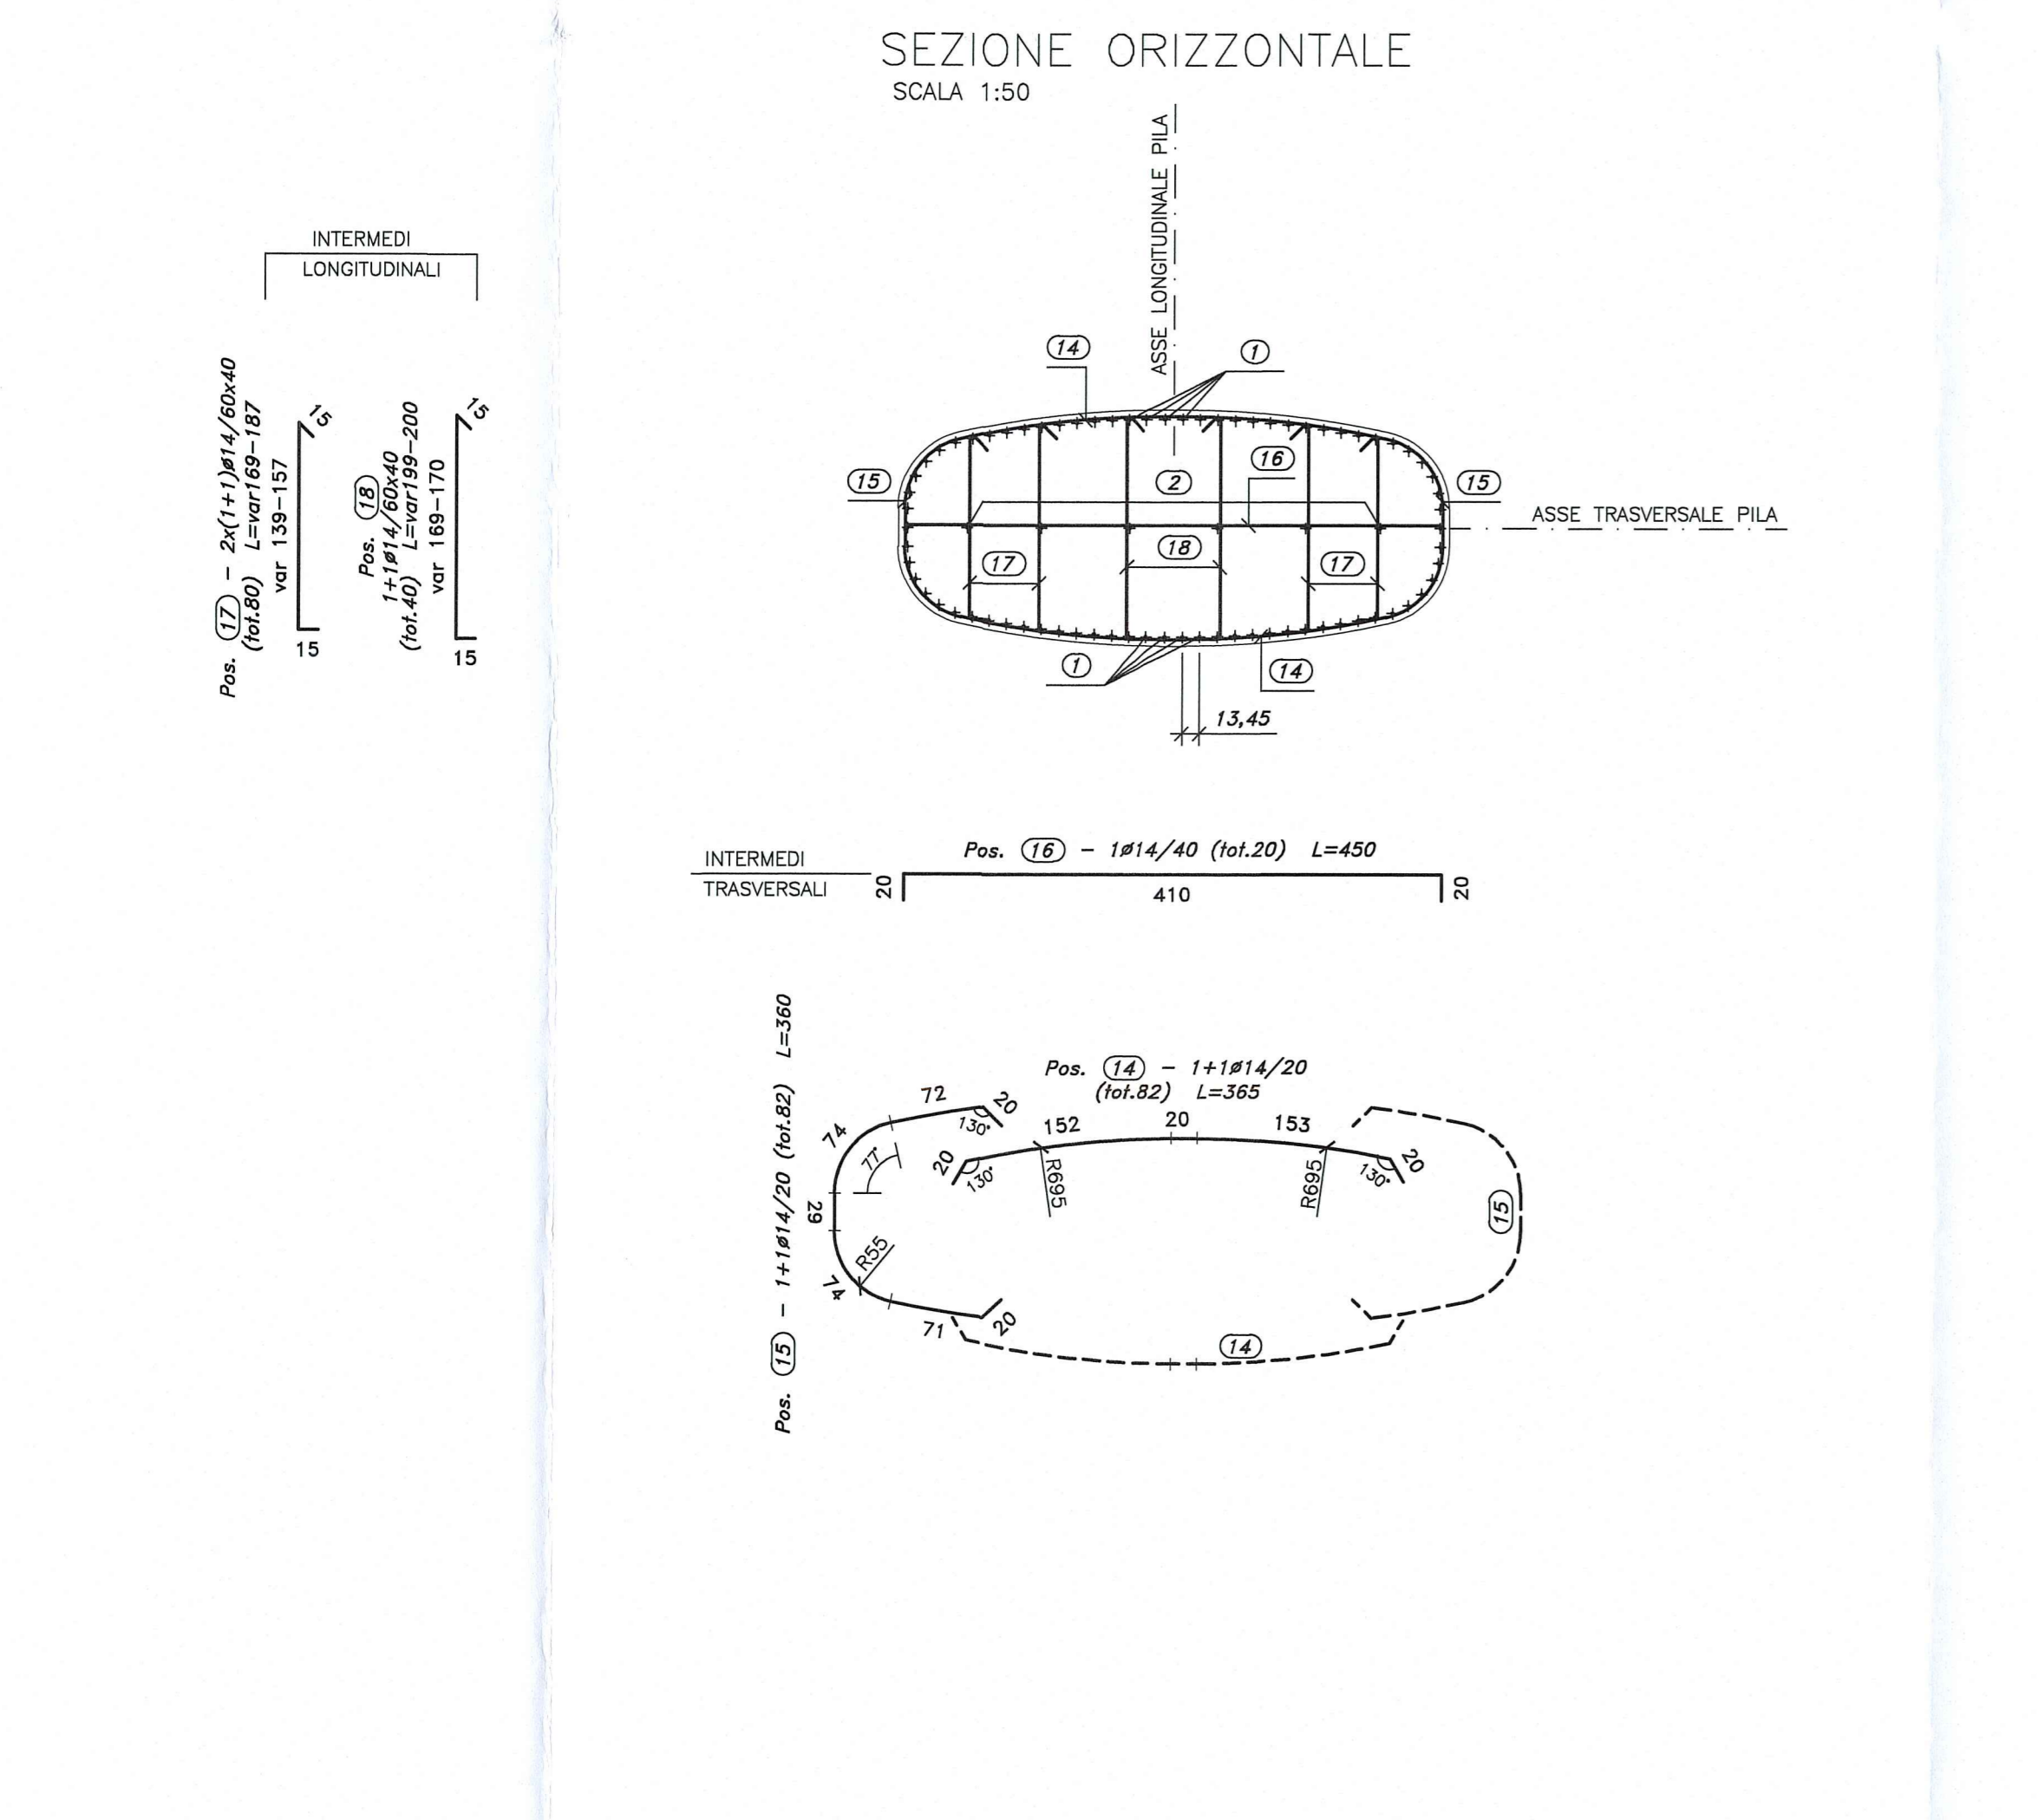 SEZIONE ORIZZONTALE
SCALA 1:50
ASSE LONGITUDINALE PILA
INTERMEDI
LONGITUDINALI
Pos. 17 - 2x(1+1)ø14/60x40
(tot.80) L=var169-187
var 139-157
15
15
Pos. 18
1+1ø14/60x40
(tot.40) L=var199-200
var 169-170
15
15
14
1
15
2
16
15
ASSE TRASVERSALE PILA
17
18
17
1
14
13,45
INTERMEDI
TRASVERSALI
Pos. 16 - 1ø14/40 (tot.20) L=450
20
410
20
Pos. 15 - 1+1ø14/20 (tot.82) L=360
Pos. 14 - 1+1ø14/20
(tot.82) L=365
72
20
130°
74
77°
29
R55
74
71
20
152
20
153
20
130°
R695
R695
130°
20
15
14